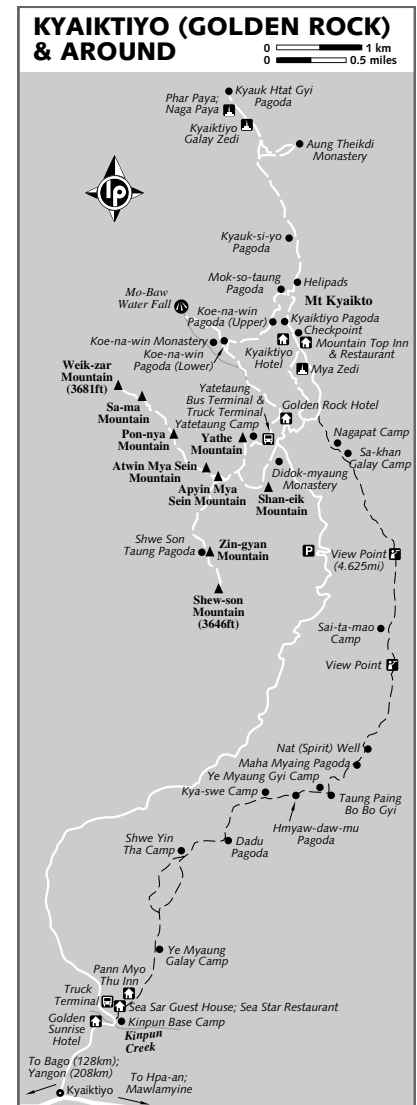 KYAIKTIYO (GOLDEN ROCK)
& AROUND
0 1 km
0 0.5 miles
Kyauk Htat Gyi
Pagoda
Phar Paya;
Naga Paya
Kyaiktiyo
Galay Zedi
Aung Theikdi
Monastery
lp
Kyauk-si-yo
Pagoda
Mok-so-taung
Pagoda
Helipads
Mt Kyaikto
Mo-Baw
Water Fall
Koe-na-win
Pagoda (Upper)
Kyaiktiyo Pagoda
Checkpoint
Koe-na-win Monastery
Koe-na-win
Pagoda (Lower)
Kyaiktiyo
Hotel
Mountain Top Inn
& Restaurant
Mya Zedi
Weik-zar
Mountain
(3681ft)
Yatetaung
Bus Terminal &
Truck Terminal
Golden Rock Hotel
Sa-ma
Mountain
Yatetaung Camp
Pon-nya
Mountain
Yathe
Mountain
Nagapat Camp
Sa-khan
Galay Camp
Atwin Mya Sein
Mountain
Didok-myaung
Monastery
Apyin Mya
Sein Mountain
Shan-eik
Mountain
Shwe Son
Taung Pagoda
Zin-gyan
Mountain
P
View Point
(4.625mi)
Shew-son
Mountain
(3646ft)
Sai-ta-mao
Camp
View Point
Nat (Spirit) Well
Maha Myaing Pagoda
Ye Myaung Gyi Camp
Kya-swe Camp
Taung Paing
Bo Bo Gyi
Hmyaw-daw-mu
Pagoda
Shwe Yin
Tha Camp
Dadu
Pagoda
Ye Myaung
Galay Camp
Pann Myo
Thu Inn
Truck
Terminal
Sea Sar Guest House; Sea Star Restaurant
Golden
Sunrise
Hotel
Kinpun Base Camp
Kinpun
Creek
To Bago (128km);
Yangon (208km)
To Hpa-an;
Mawlamyine
Kyaiktiyo